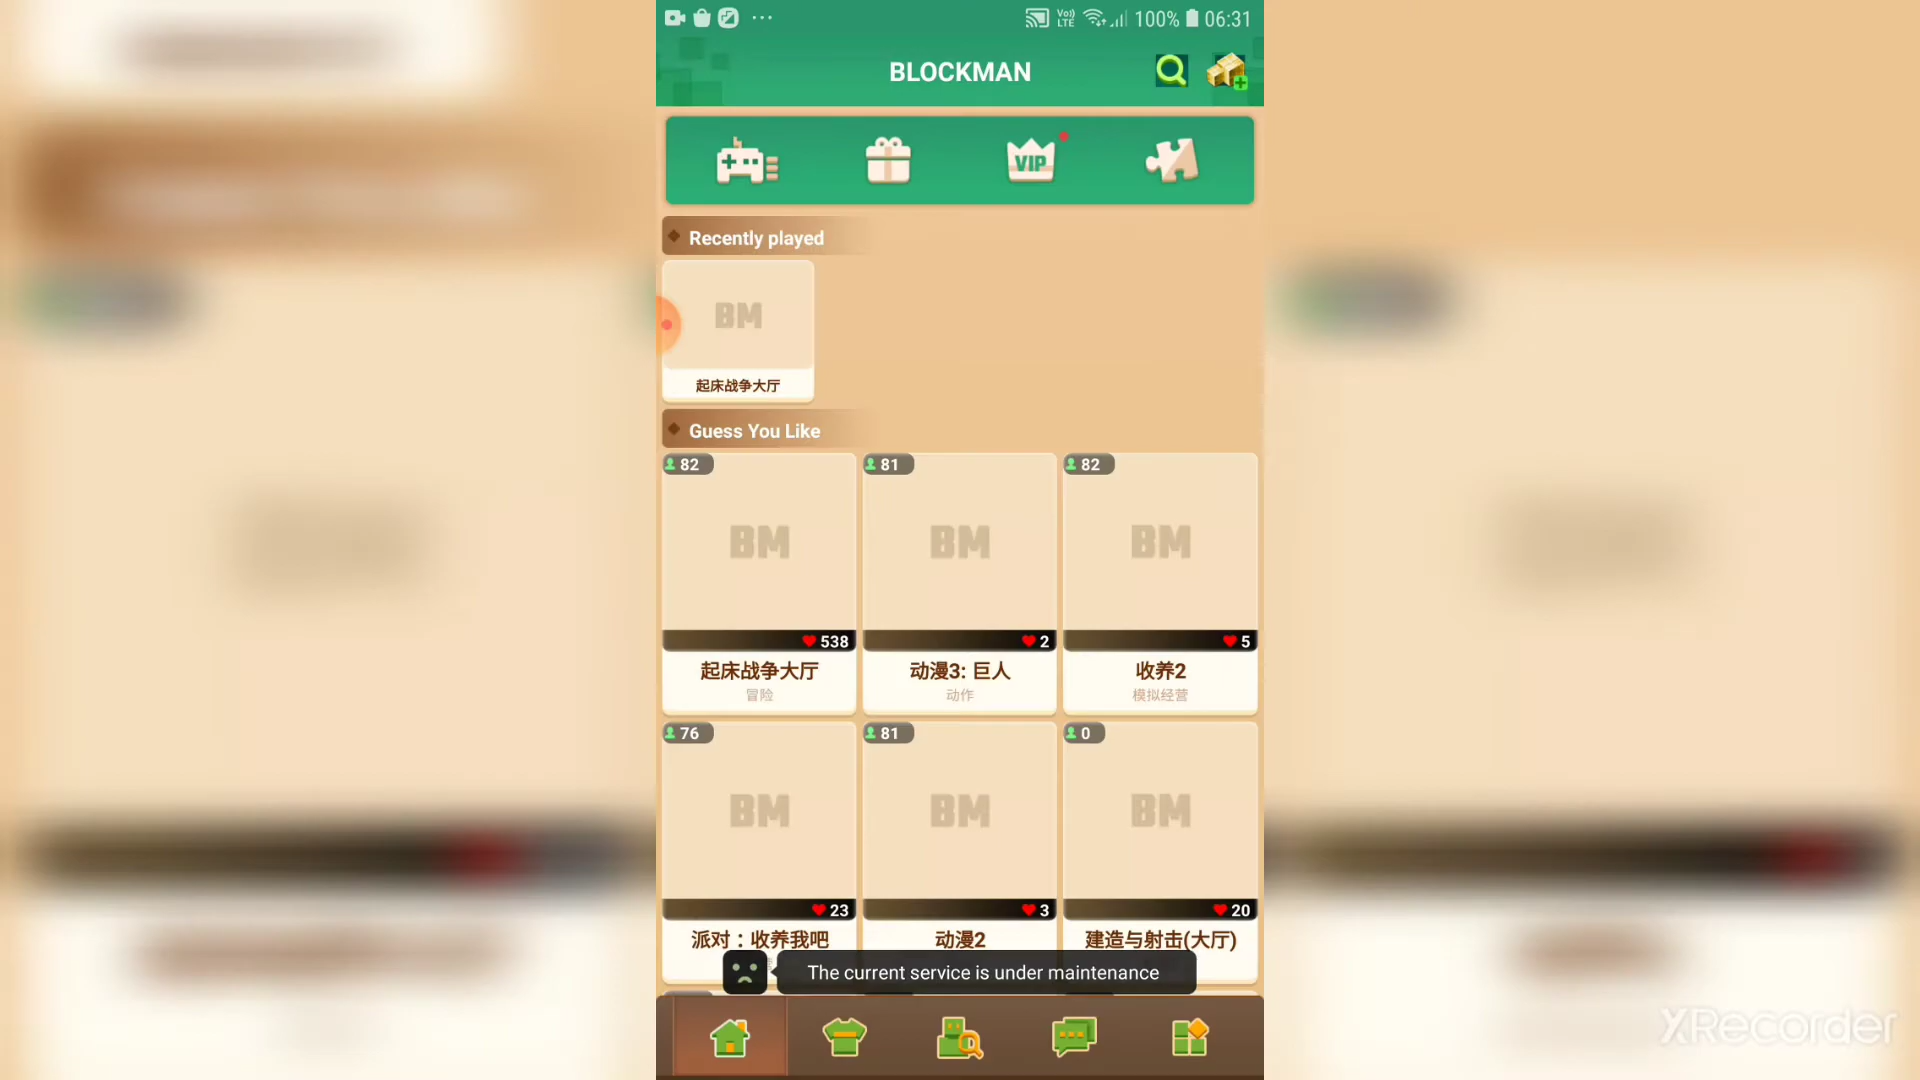 Vo))
LTE
100%
06:31
BLOCKMAN
VIP
Recently played
BM
起床战争大厅
Guess You Like
82
81
82
BM
BM
BM
538
2
5
起床战争大厅
动漫3: 巨人
收养2
冒险
动作
模拟经营
76
81
0
BM
BM
BM
23
3
20
派对：收养我吧
动漫2
建造与射击(大厅)
The current service is under maintenance
XRecorder